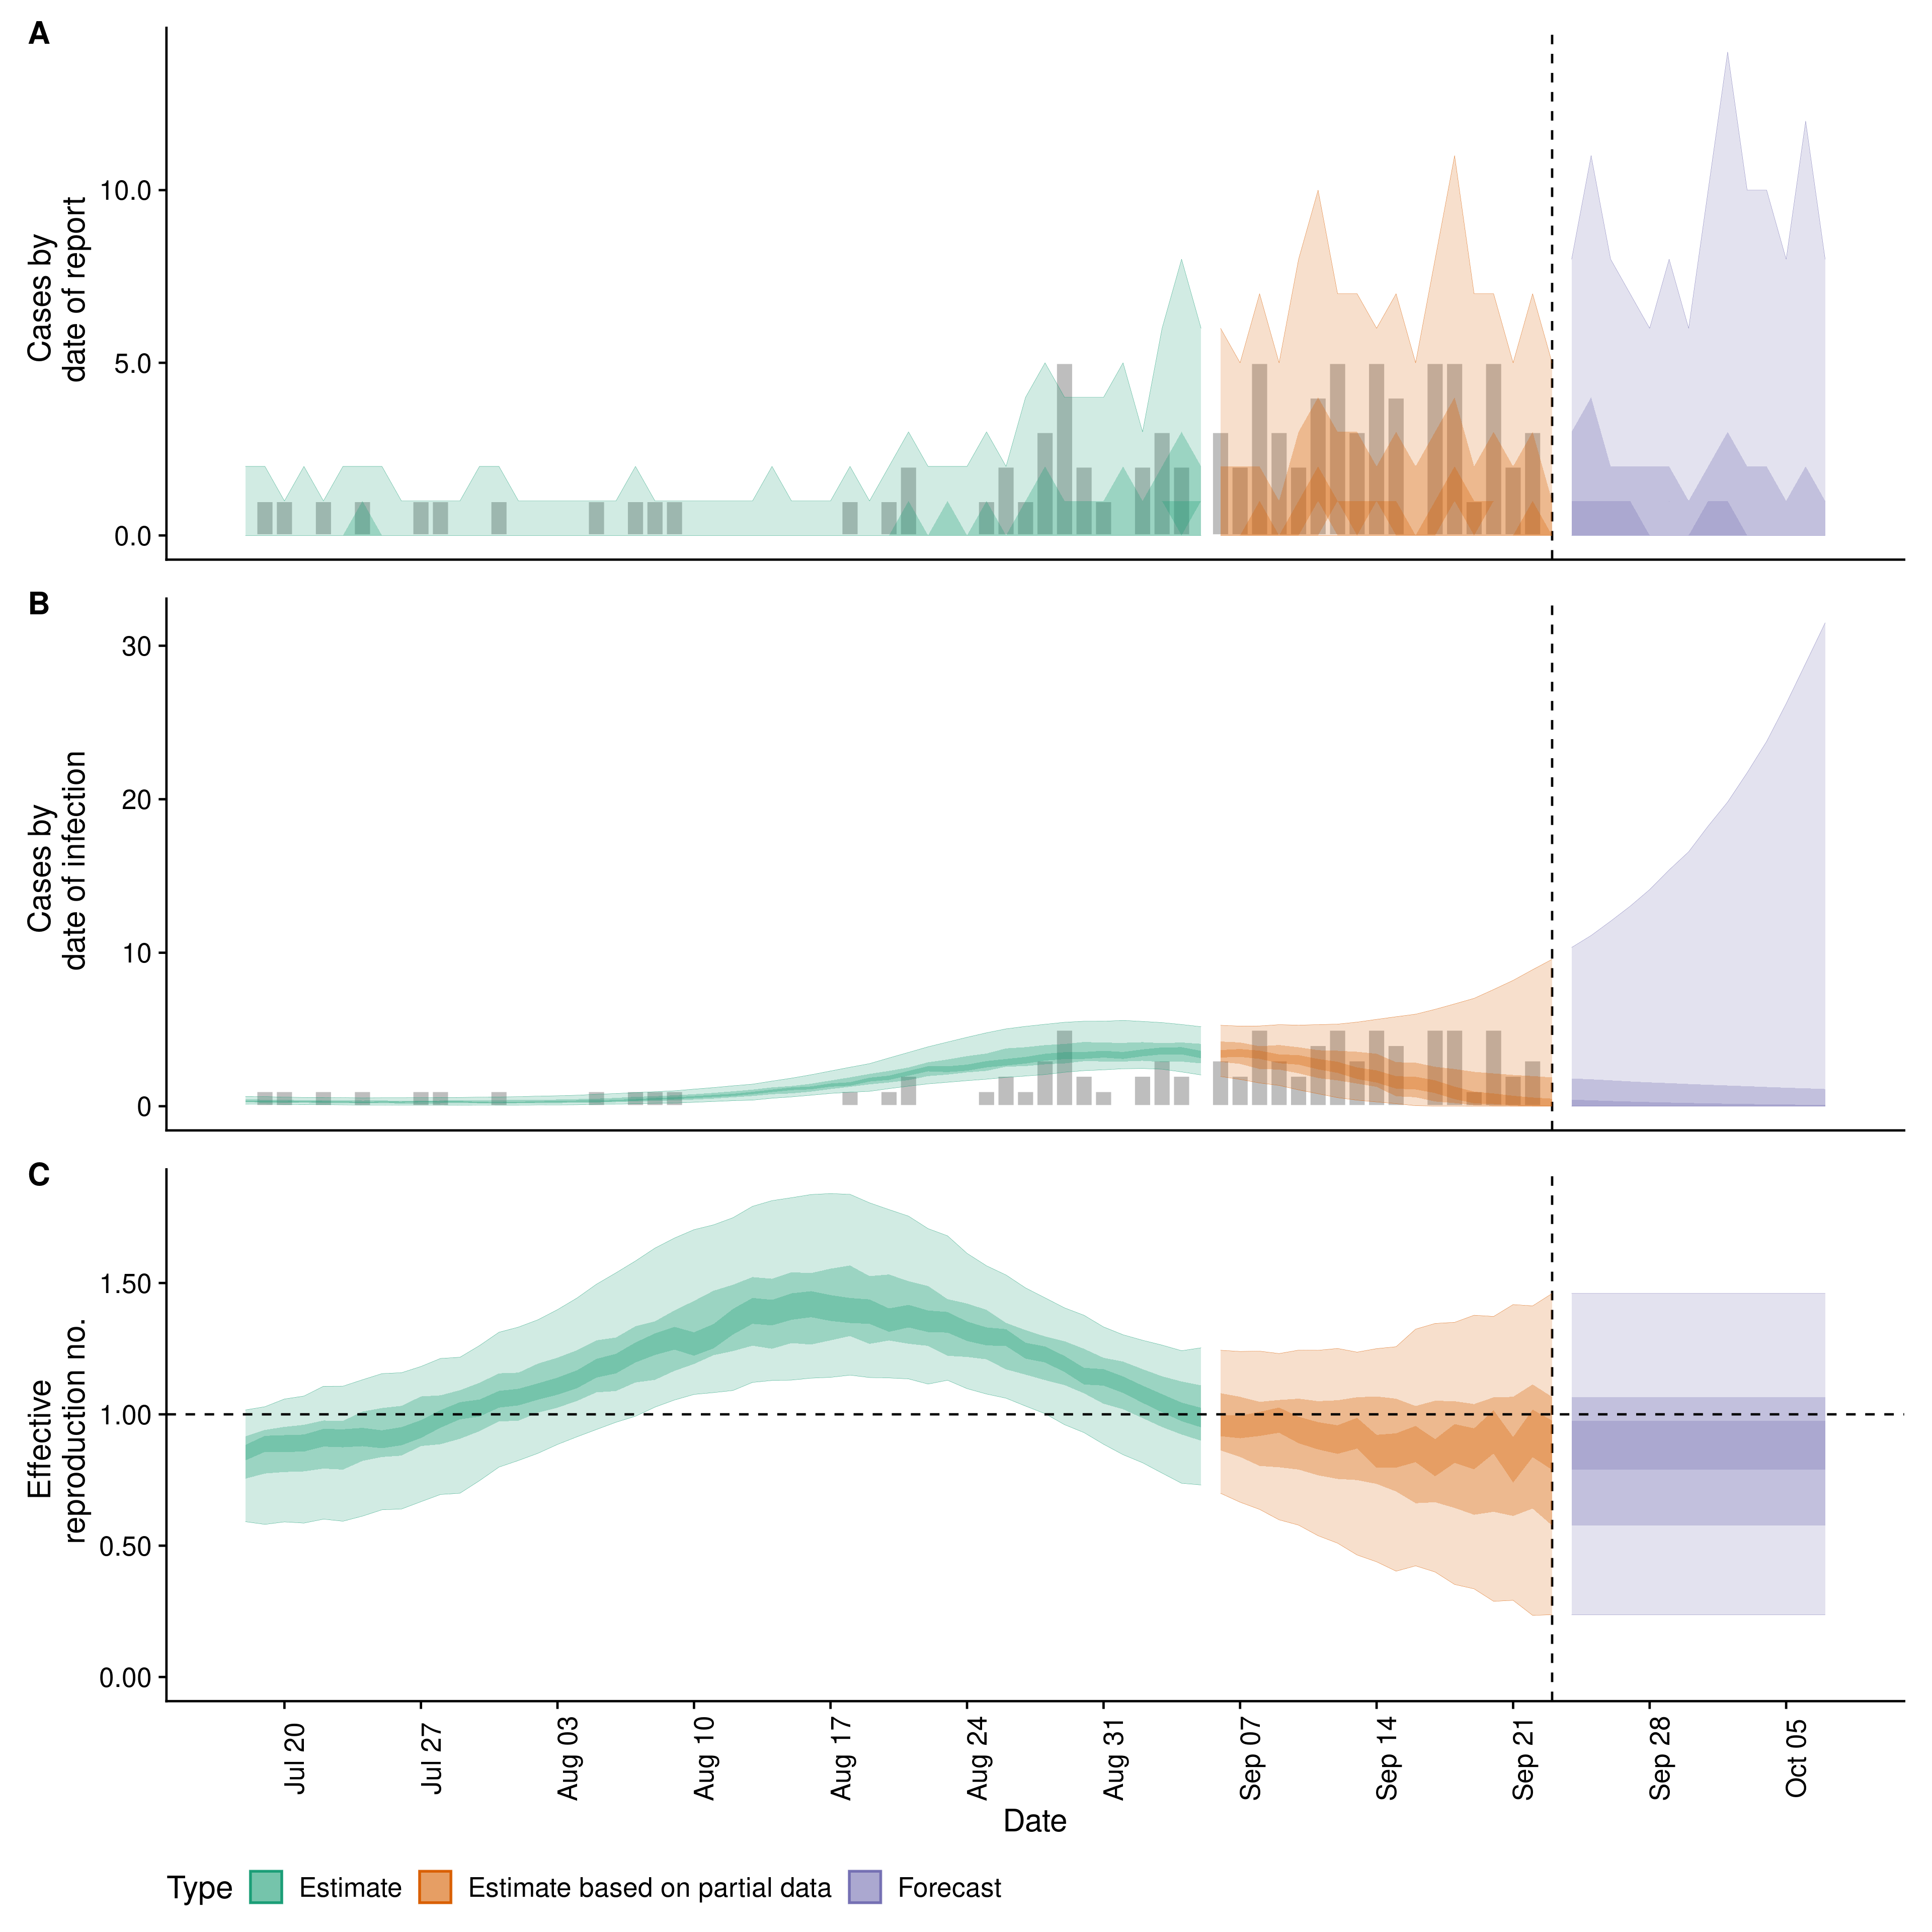 A
Cases by
date of report
10.0
5.0
0.0
B
Cases by
date of infection
30
20
10
0
C
Effective
reproduction no.
1.50
1.00
0.50
0.00
Jul 20
Jul 27
Aug 03
Aug 10
Aug 17
Aug 24
Aug 31
Sep 07
Sep 14
Sep 21
Sep 28
Oct 05
Date
Type
Estimate
Estimate based on partial data
Forecast